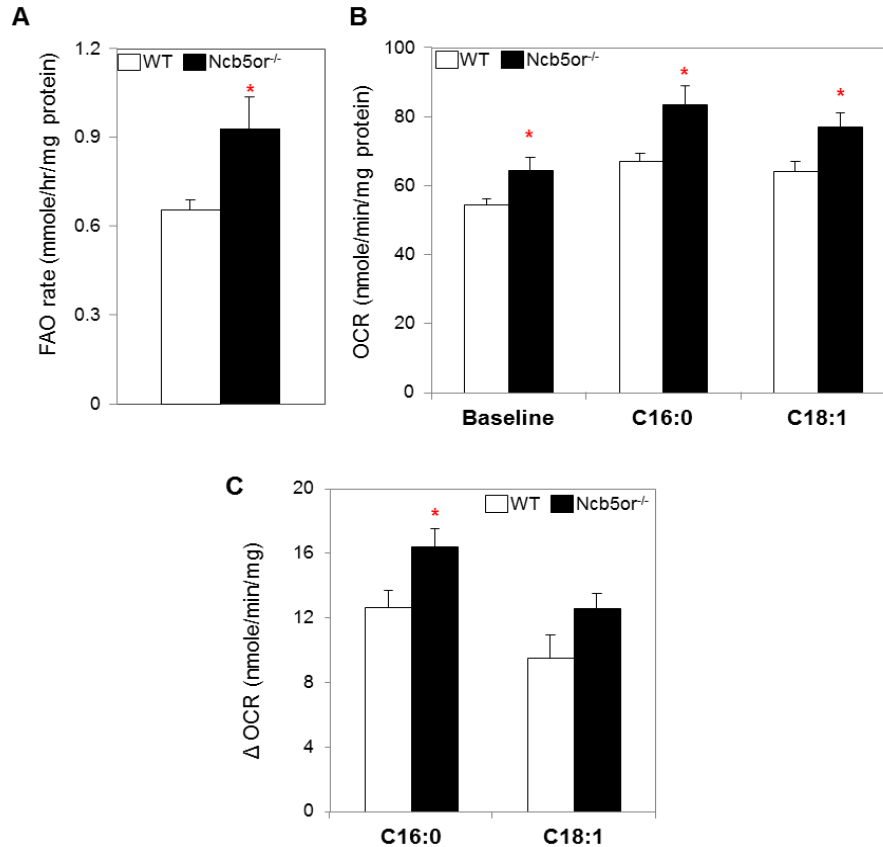 A
FAO rate (mmole/hr/mg protein)
1.2
0.9
0.6
0.3
0
WT Ncb5or-/-
*
B
OCR (nmole/min/mg protein)
100
80
60
40
20
0
WT Ncb5or-/-
* * *
Baseline C16:0 C18:1
C
Δ OCR (nmole/min/mg)
20
16
12
8
4
0
WT Ncb5or-/-
*
C16:0 C18:1